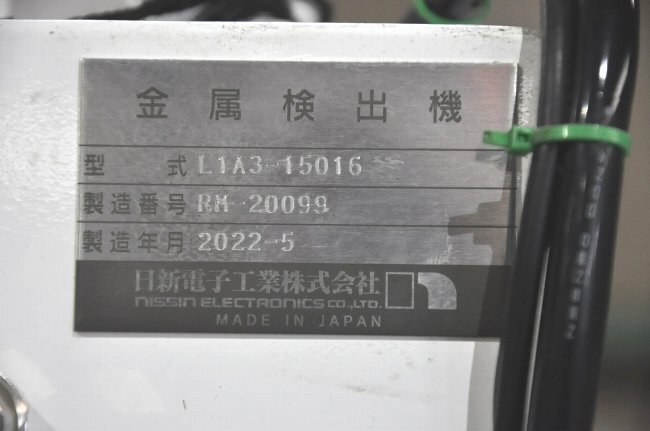 金属検出機
型式 L1A3-15016
製造番号 RM-20099
製造年月 2022-5
日新電子工業株式会社
NISSIN ELECTRONICS CO.,LTD.
MADE IN JAPAN